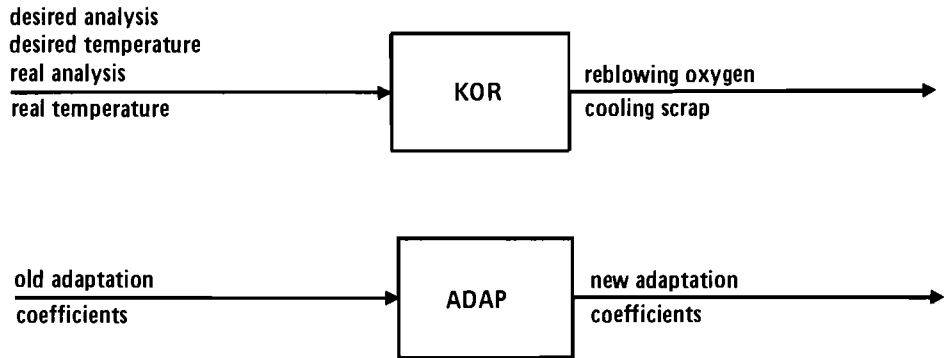 desired analysis
desired temperature
real analysis
real temperature
KOR
reblowing oxygen
cooling scrap
old adaptation
coefficients
ADAP
new adaptation
coefficients